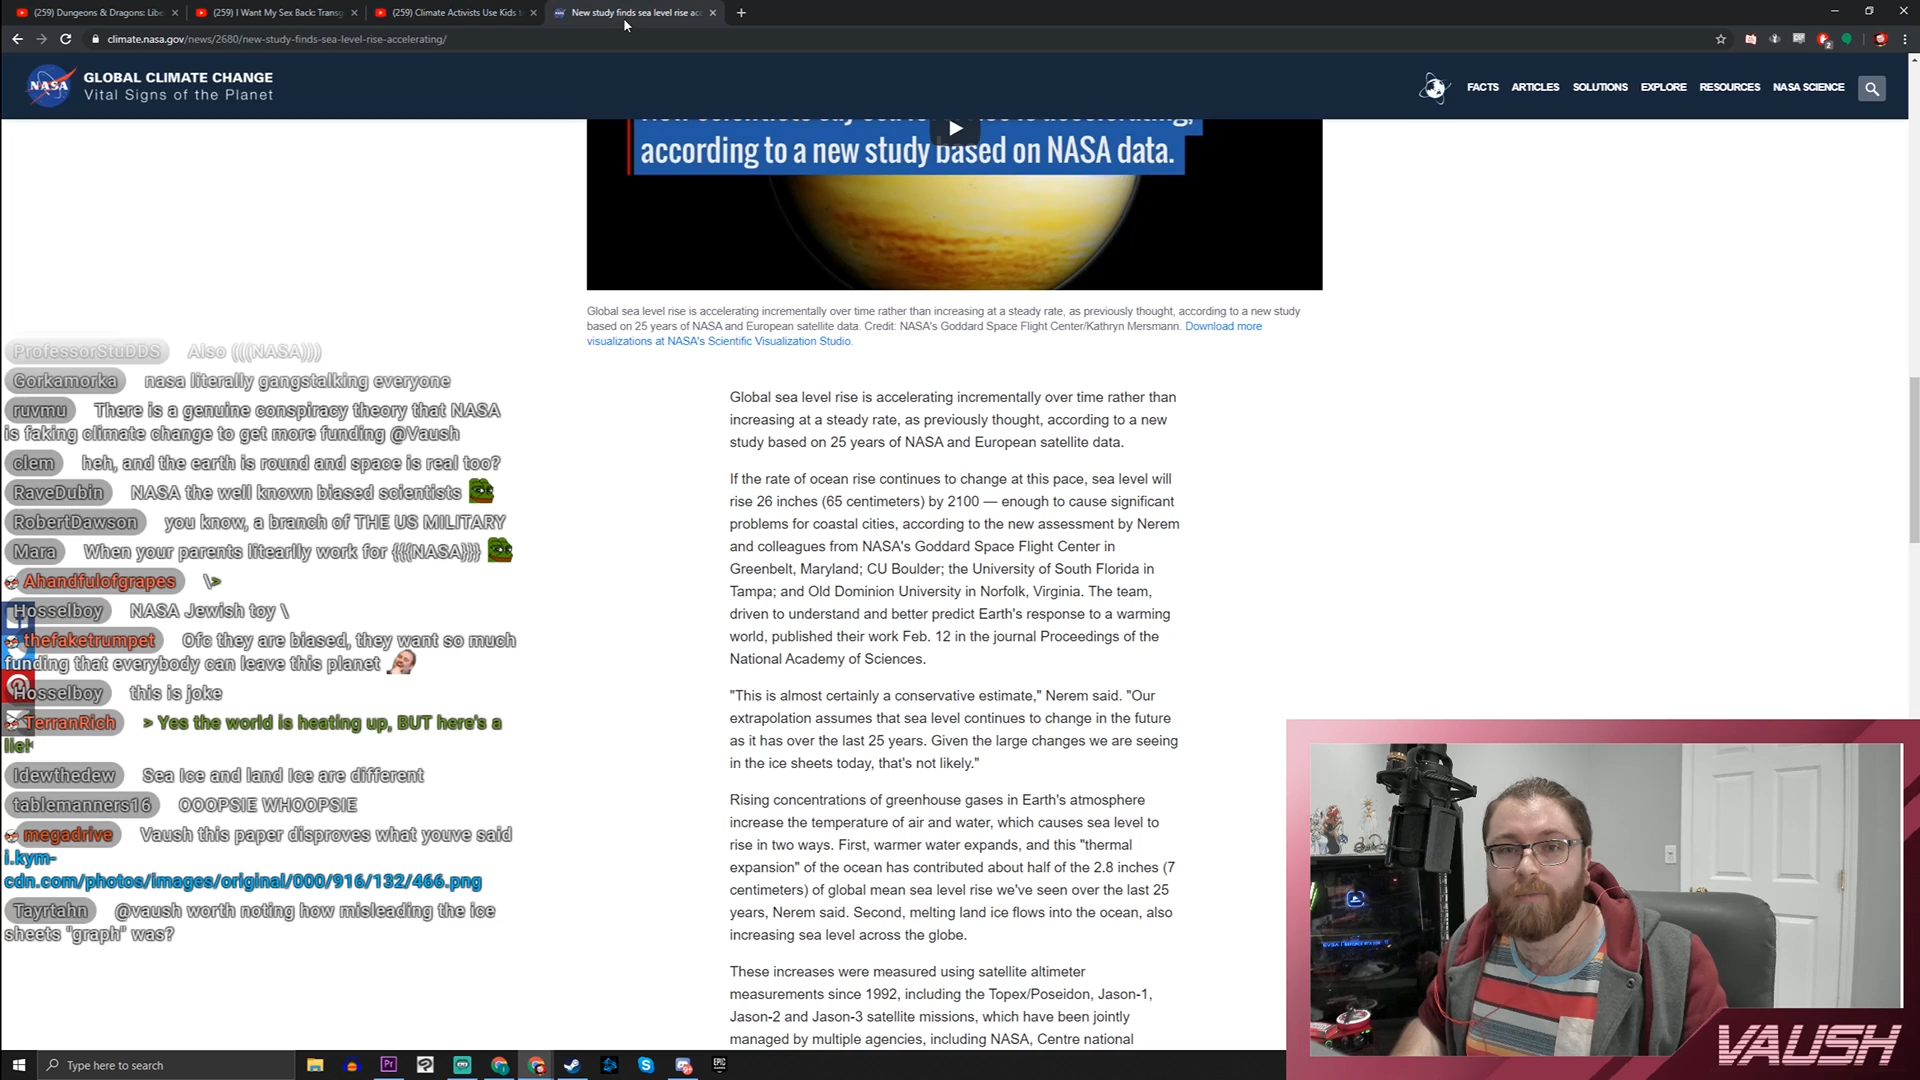 (259) Dungeons & Dragons: Libe
(259) I Want My Sex Back: Transg
(259) Climate Activists Use Kids t
New study finds sea level rise acc
climate.nasa.gov/news/2680/new-study-finds-sea-level-rise-accelerating/
NASA
GLOBAL CLIMATE CHANGE
Vital Signs of the Planet
FACTS ARTICLES SOLUTIONS EXPLORE RESOURCES NASA SCIENCE
according to a new study based on NASA data.
Global sea level rise is accelerating incrementally over time rather than increasing at a steady rate, as previously thought, according to a new study
based on 25 years of NASA and European satellite data. Credit: NASA's Goddard Space Flight Center/Kathryn Mersmann. Download more
visualizations at NASA's Scientific Visualization Studio.
Global sea level rise is accelerating incrementally over time rather than
increasing at a steady rate, as previously thought, according to a new
study based on 25 years of NASA and European satellite data.
If the rate of ocean rise continues to change at this pace, sea level will
rise 26 inches (65 centimeters) by 2100 — enough to cause significant
problems for coastal cities, according to the new assessment by Nerem
and colleagues from NASA's Goddard Space Flight Center in
Greenbelt, Maryland; CU Boulder; the University of South Florida in
Tampa; and Old Dominion University in Norfolk, Virginia. The team,
driven to understand and better predict Earth's response to a warming
world, published their work Feb. 12 in the journal Proceedings of the
National Academy of Sciences.
"This is almost certainly a conservative estimate," Nerem said. "Our
extrapolation assumes that sea level continues to change in the future
as it has over the last 25 years. Given the large changes we are seeing
in the ice sheets today, that's not likely."
Rising concentrations of greenhouse gases in Earth's atmosphere
increase the temperature of air and water, which causes sea level to
rise in two ways. First, warmer water expands, and this "thermal
expansion" of the ocean has contributed about half of the 2.8 inches (7
centimeters) of global mean sea level rise we've seen over the last 25
years, Nerem said. Second, melting land ice flows into the ocean, also
increasing sea level across the globe.
These increases were measured using satellite altimeter
measurements since 1992, including the Topex/Poseidon, Jason-1,
Jason-2 and Jason-3 satellite missions, which have been jointly
managed by multiple agencies, including NASA, Centre national
ProfessorStuDDS Also ((((NASA))))
Gorkamorka nasa literally gangstalking everyone
ruvmu There is a genuine conspiracy theory that NASA
is faking climate change to get more funding @Vaush
clem heh, and the earth is round and space is real too?
RaveDubin NASA the well known biased scientists
RobertDawson you know, a branch of THE US MILITARY
Mara When your parents litearlly work for {{{NASA}}}
Ahandfulofgrapes \>
Hosselboy NASA Jewish toy \
thefaketrumpet Ofc they are biased, they want so much
funding that everybody can leave this planet
Hosselboy this is joke
TerranRich > Yes the world is heating up, BUT here's a
lie!
Idewthedew Sea Ice and land Ice are different
tablemanners16 OOOPSIE WHOOPSIE
megadrive Vaush this paper disproves what youve said
i.kym-
cdn.com/photos/images/original/000/916/132/466.png
Tayrtahn @vaush worth noting how misleading the ice
sheets "graph" was?
Type here to search
VAUSH